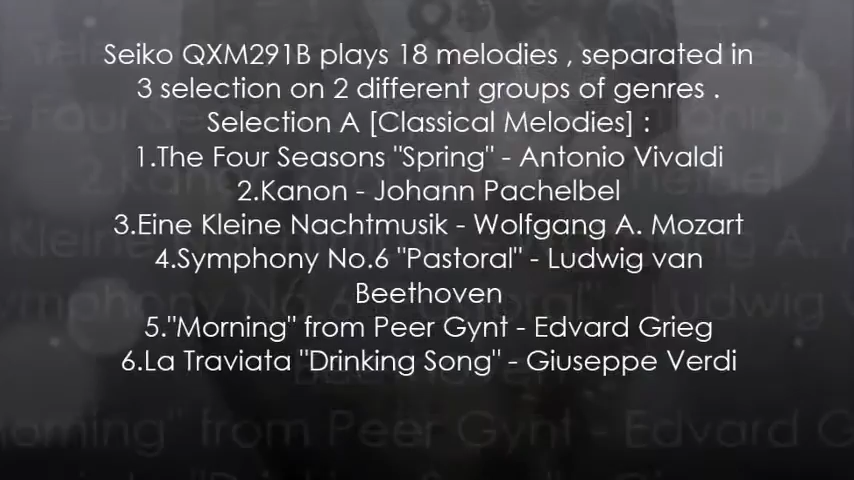 Seiko QXM291B plays 18 melodies , separated in
3 selection on 2 different groups of genres .
Selection A [Classical Melodies] :
1.The Four Seasons "Spring" - Antonio Vivaldi
2.Kanon - Johann Pachelbel
3.Eine Kleine Nachtmusik - Wolfgang A. Mozart
4.Symphony No.6 "Pastoral" - Ludwig van
Beethoven
5."Morning" from Peer Gynt - Edvard Grieg
6.La Traviata "Drinking Song" - Giuseppe Verdi